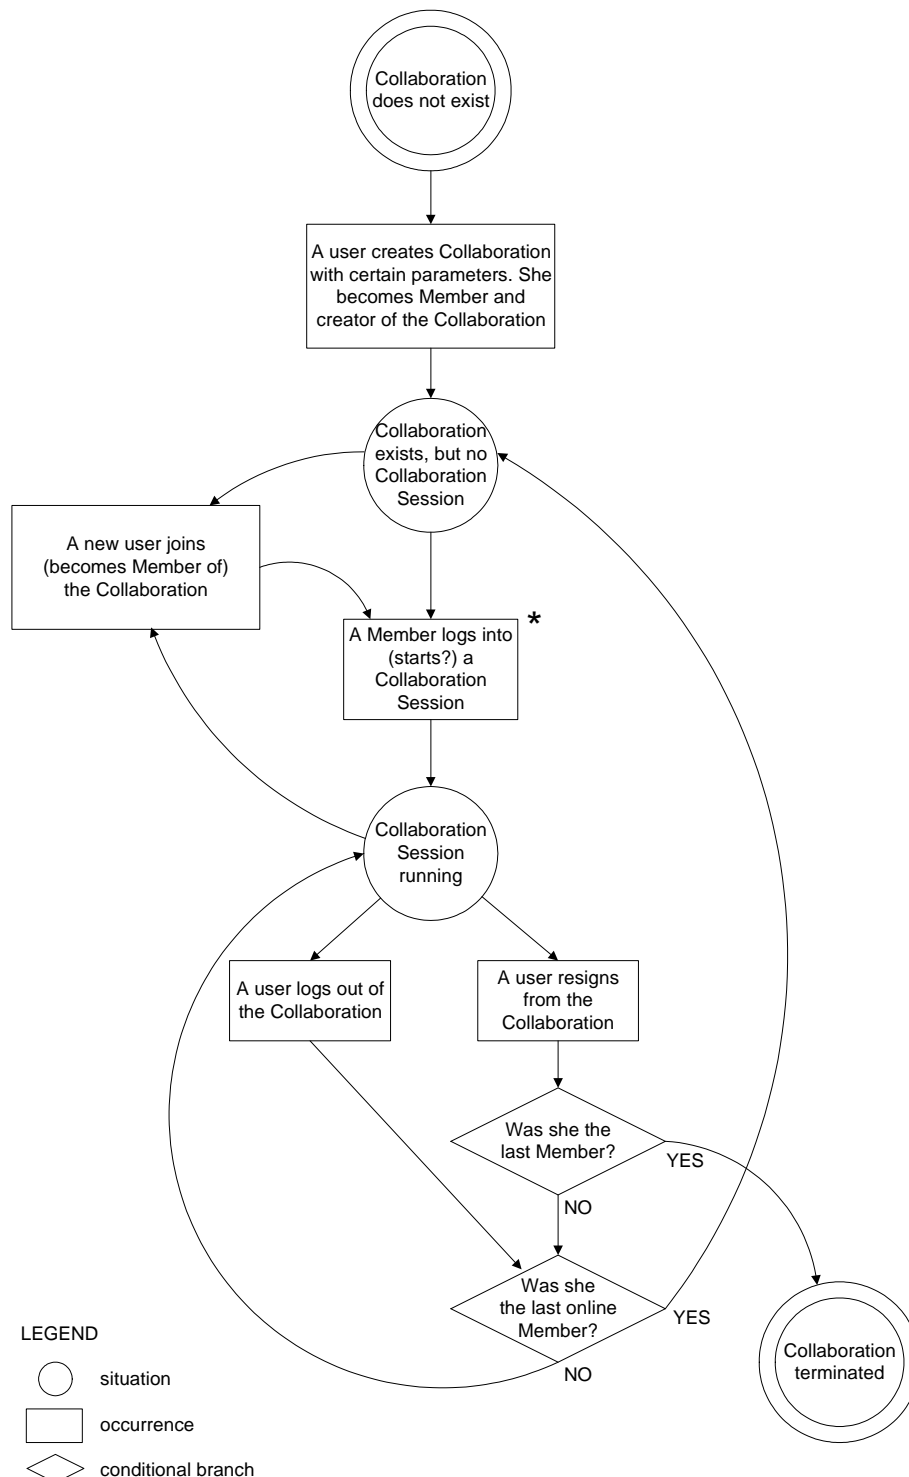 Collaboration
does not exist
A user creates Collaboration
with certain parameters. She
becomes Member and
creator of the Collaboration
Collaboration
exists, but no
Collaboration
Session
A new user joins
(becomes Member of)
the Collaboration
A Member logs into
(starts?) a
Collaboration
Session
*
Collaboration
Session
running
A user logs out of
the Collaboration
A user resigns
from the
Collaboration
Was she the
last Member?
YES
NO
Was she
the last online
Member?
YES
NO
Collaboration
terminated
LEGEND
situation
occurrence
conditional branch